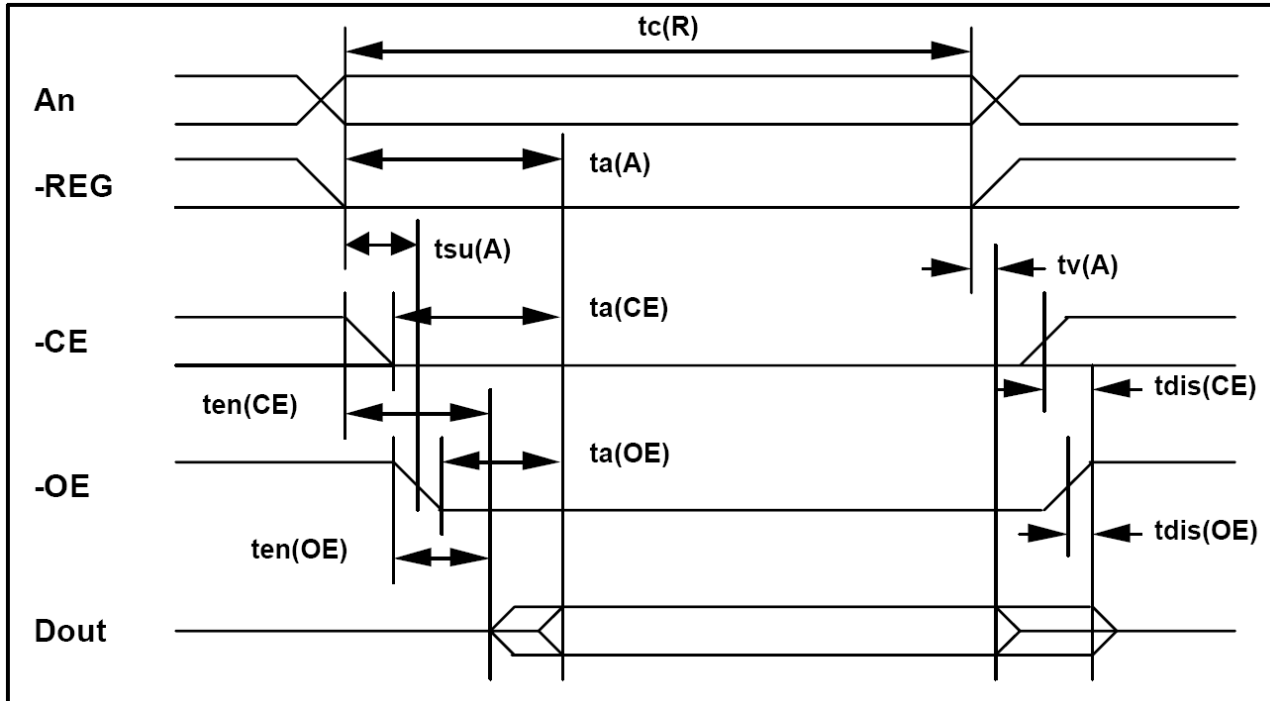 tc(R)
An
ta(A)
-REG
tsu(A)
tv(A)
ta(CE)
-CE
tdis(CE)
ten(CE)
ta(OE)
-OE
tdis(OE)
ten(OE)
Dout